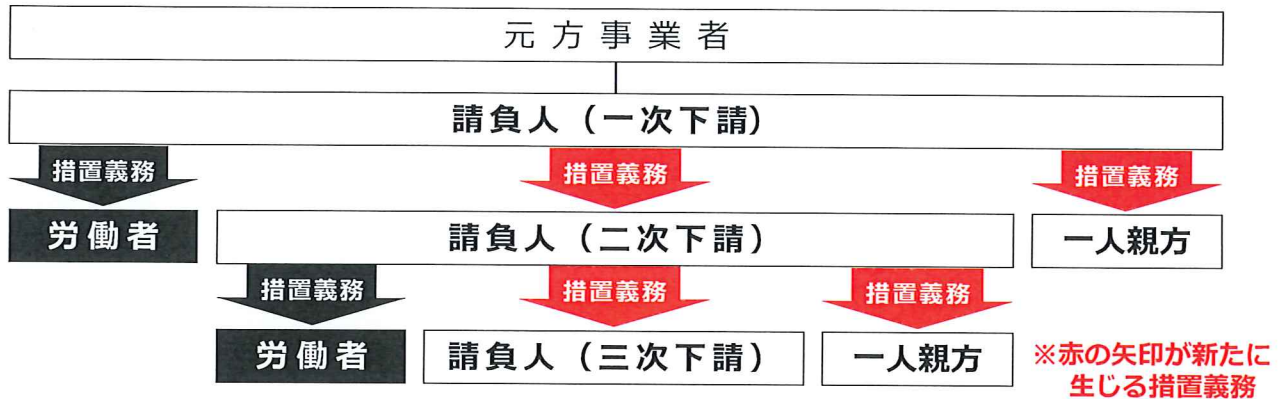 元方事業者
請負人（一次下請）
措置義務
措置義務
措置義務
労働者
請負人（二次下請）
一人親方
措置義務
措置義務
措置義務
労働者
請負人（三次下請）
一人親方
※赤の矢印が新たに
生じる措置義務